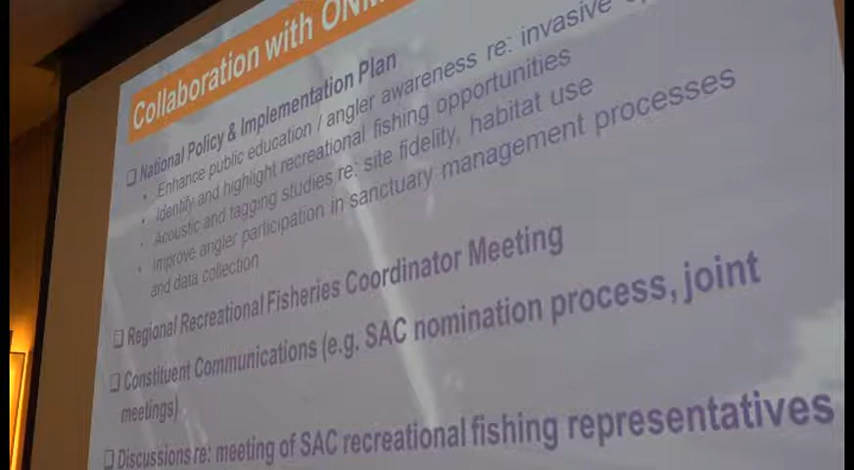 Collaboration with
❑ National Policy & Implementation Plan
• Enhance public education / angler awareness re: invasive
• Identify and highlight recreational fishing opportunities
• Acoustic and tagging studies re: site fidelity, habitat use
• Improve angler participation in sanctuary management processes
and data collection
❑ Regional Recreational Fisheries Coordinator Meeting
❑ Constituent Communications (e.g. SAC nomination process, joint
meetings)
❑ Discussions re: meeting of SAC recreational fishing representatives